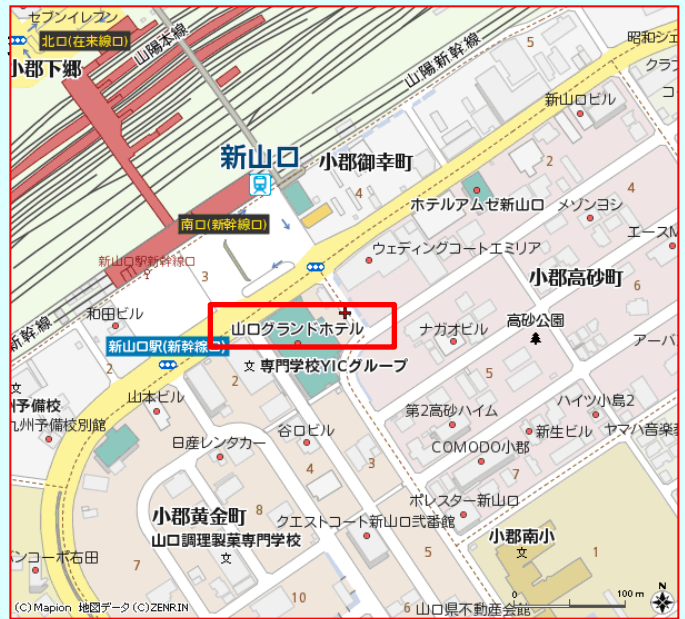 セブンイレブン
北口(在来線口)
小郡下郷
山陽本線
山陽新幹線
5
昭和シェ
クラブ
コ
新山口ビル
新山口
小郡御幸町
2
4
4
ホテルアムゼ新山口
メゾンヨシ
南口(新幹線口)
エースM
ウェディングコートエミリア
新山口駅新幹線口
3
小郡高砂町
6
和田ビル
山口グランドホテル
ナガオビル
高砂公園
新幹線
新山口駅(新幹線口)
アーバ
2
文 専門学校YICグループ
文
5
州予備校
九州予備校別館
山本ビル
2
第2高砂ハイム
ハイツ小島2
日産レンタカー
谷口ビル
新生ビル
ヤマハ音楽教
COMODO小郡
4
3
7
ポレスター新山口
小郡黄金町
8
クエストコート新山口弐番館
山口調理製菓専門学校
文
小郡南小
文
バンコーポ右田
7
5
1
10
0
100 m
N
6
山口県不動産会館
(C)Mapion 地図データ(C)ZENRIN